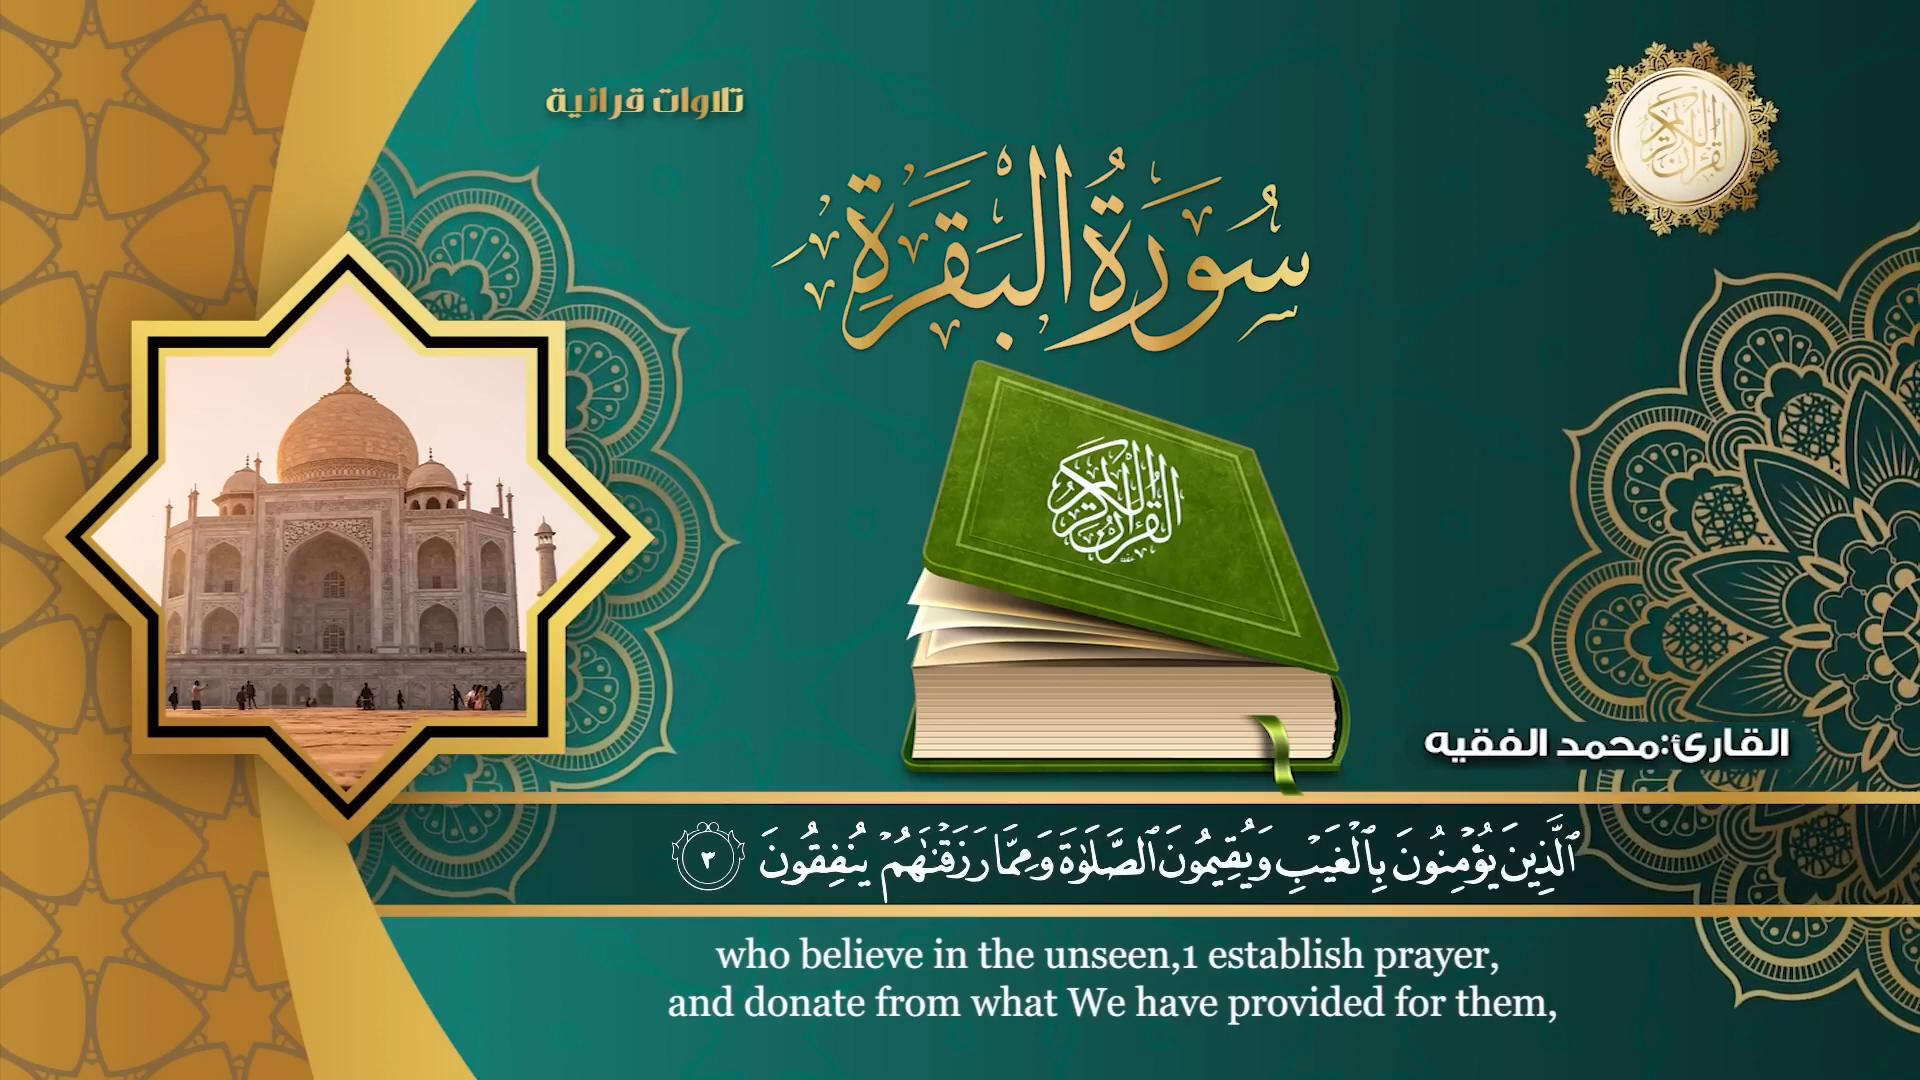 تلاوات قرانية
القرآن الكريم
سُورَةُ البَقَرَةِ
القرآن الكريم
القارئ:محمد الفقيه
ٱلَّذِينَ يُؤْمِنُونَ بِٱلْغَيْبِ وَيُقِيمُونَ ٱلصَّلَوٰةَ وَمِمَّا رَزَقْنَٰهُمْ يُنفِقُونَ ٣
who believe in the unseen,1 establish prayer,
and donate from what We have provided for them,